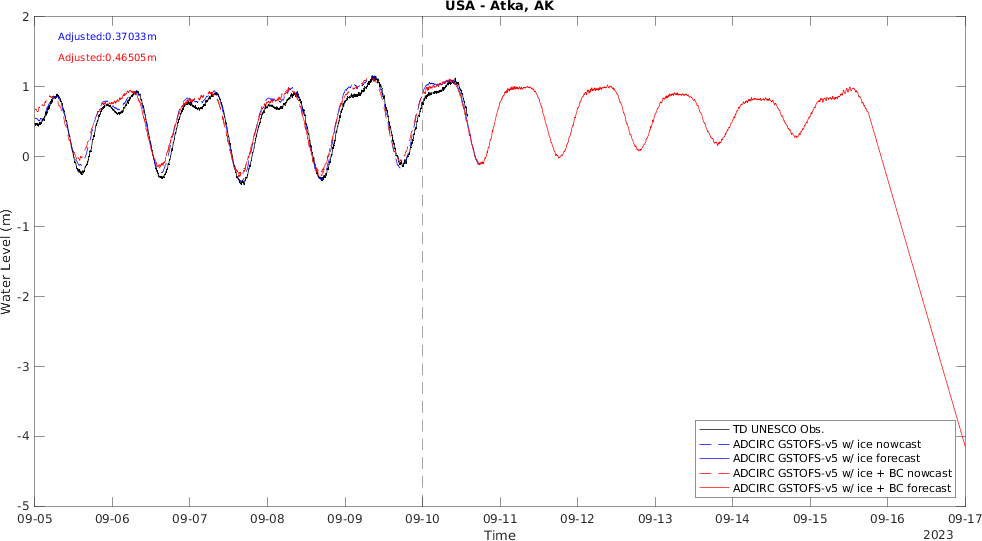 USA - Atka, AK
Adjusted:0.37033m
Adjusted:0.46505m
2
1
0
-1
-2
-3
-4
-5
Water Level (m)
TD UNESCO Obs.
ADCIRC GSTOFS-v5 w/ ice nowcast
ADCIRC GSTOFS-v5 w/ ice forecast
ADCIRC GSTOFS-v5 w/ ice + BC nowcast
ADCIRC GSTOFS-v5 w/ ice + BC forecast
09-05 09-06 09-07 09-08 09-09 09-10 09-11 09-12 09-13 09-14 09-15 09-16 09-17
Time
2023